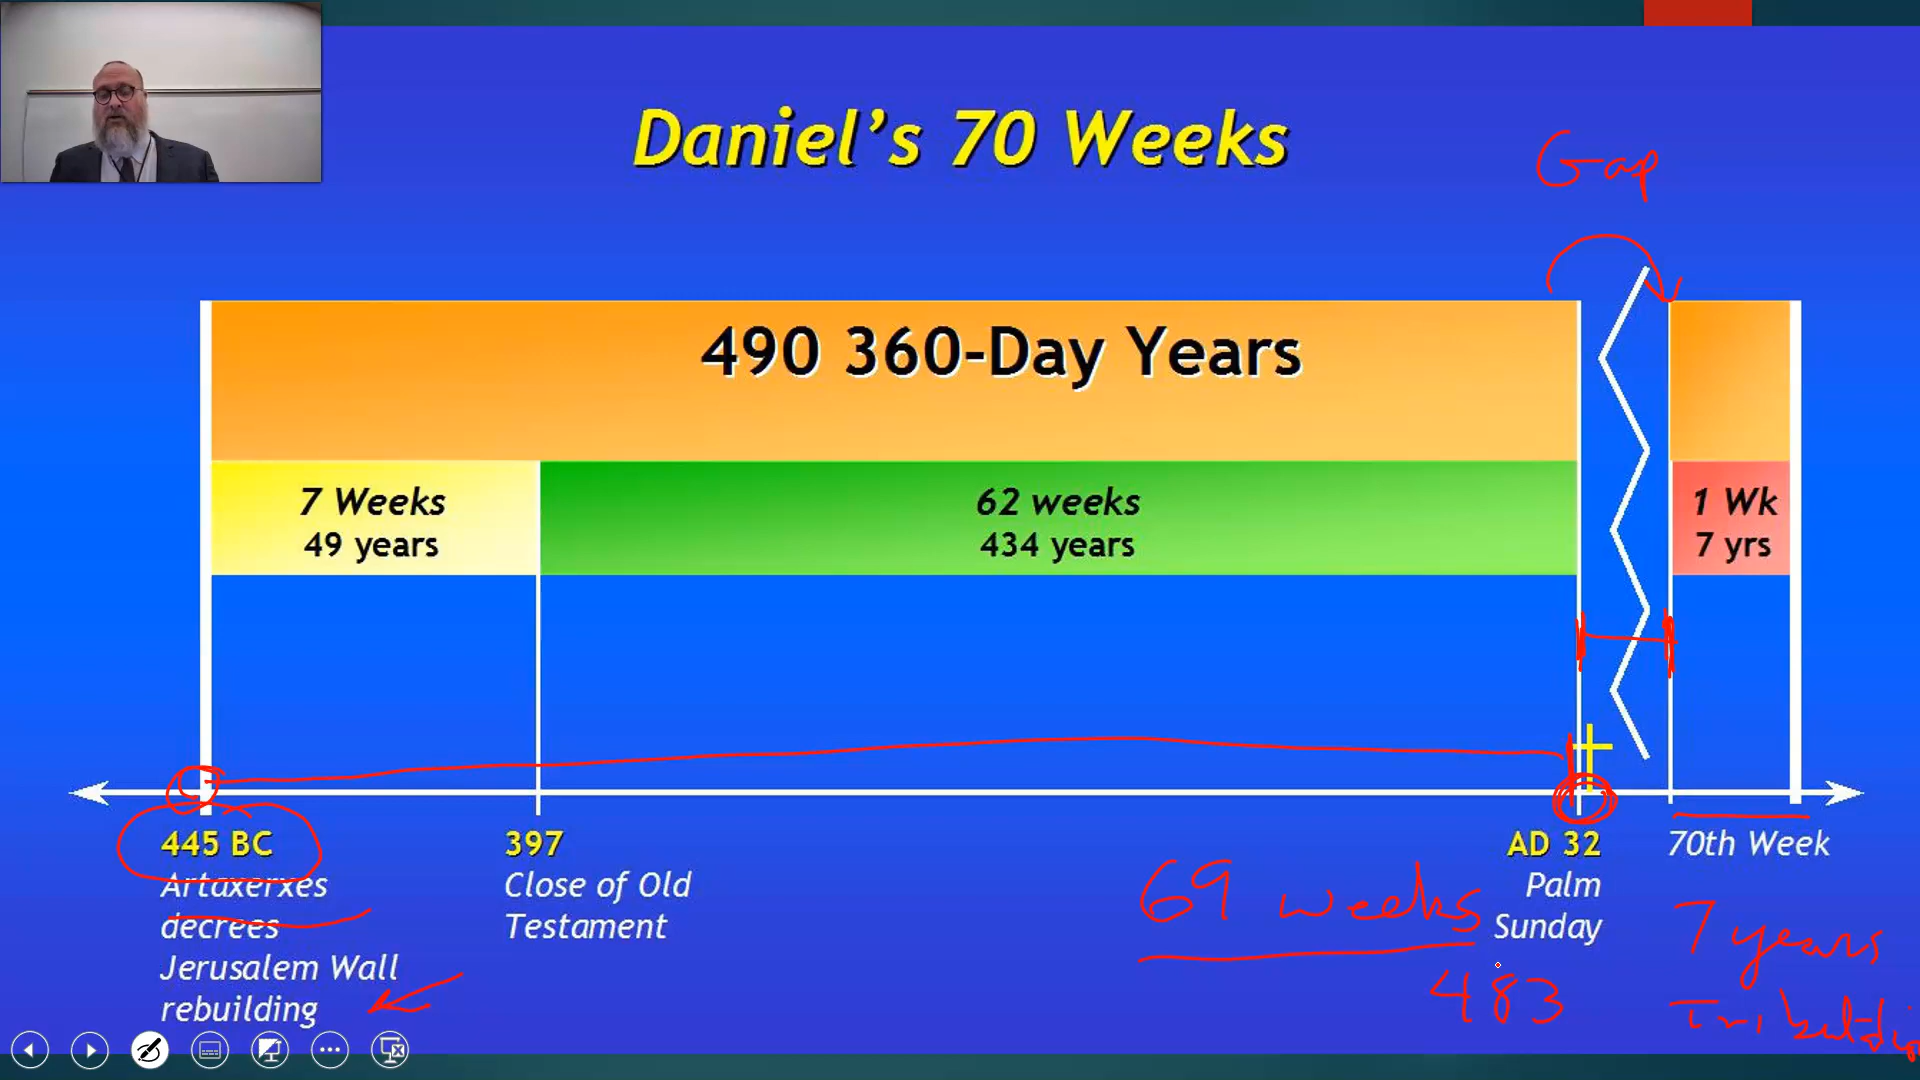 Daniel's 70 Weeks
Gap
490 360-Day Years
7 Weeks
49 years
62 weeks
434 years
1 Wk
7 yrs
445 BC
Artaxerxes
decrees
Jerusalem Wall
rebuilding
397
Close of Old
Testament
69 weeks
483
AD 32
Palm
Sunday
70th Week
7 years
Tribulation